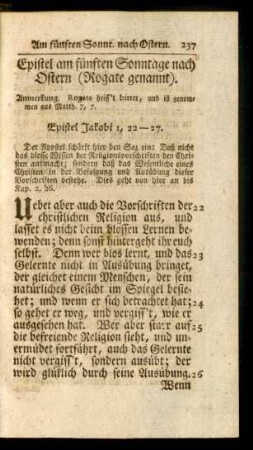 Am fünften Sonnt. nach Ostern. 237
Epistel am fünften Sonntage nach
Ostern (Rogate genannt).
Anmerkung. Rogate heiss't bittet, und ist genom-
men aus Matth. 7, 7.
Epistel Jakobi 1, 22—27.
Der Apostel schärft hier den Saz ein: Daß nicht
das blosse Wissen der Religionsvorschriften den Chri-
sten ausmacht; sondern daß das Wesentliche eines
Christen in der Befolgung und Ausübung dieser
Vorschriften bestehe. Dies geht von hier an bis
Kap. 2, 26.
Uebet aber auch die Vorschriften der 22
christlichen Religion aus, und
lasset es nicht beim blossen Lernen be-
wenden; denn sonst hintergeht ihr euch
selbst. Denn wer blos lernt, und das 23
Gelernte nicht in Ausübung bringet,
der gleichet einem Menschen, der sein
natürliches Gesicht im Spiegel besie-
het; und wenn er sich betrachtet hat; 24
so gehet er weg, und vergiss't, wie er
ausgesehen hat. Wer aber starr auf 25
die befreiende Religion sieht, und un-
ermüdet fortfährt, auch das Gelernte
nicht vergiss't, sondern ausübt; der
wird glüklich durch seine Ausübung. 26
Wenn